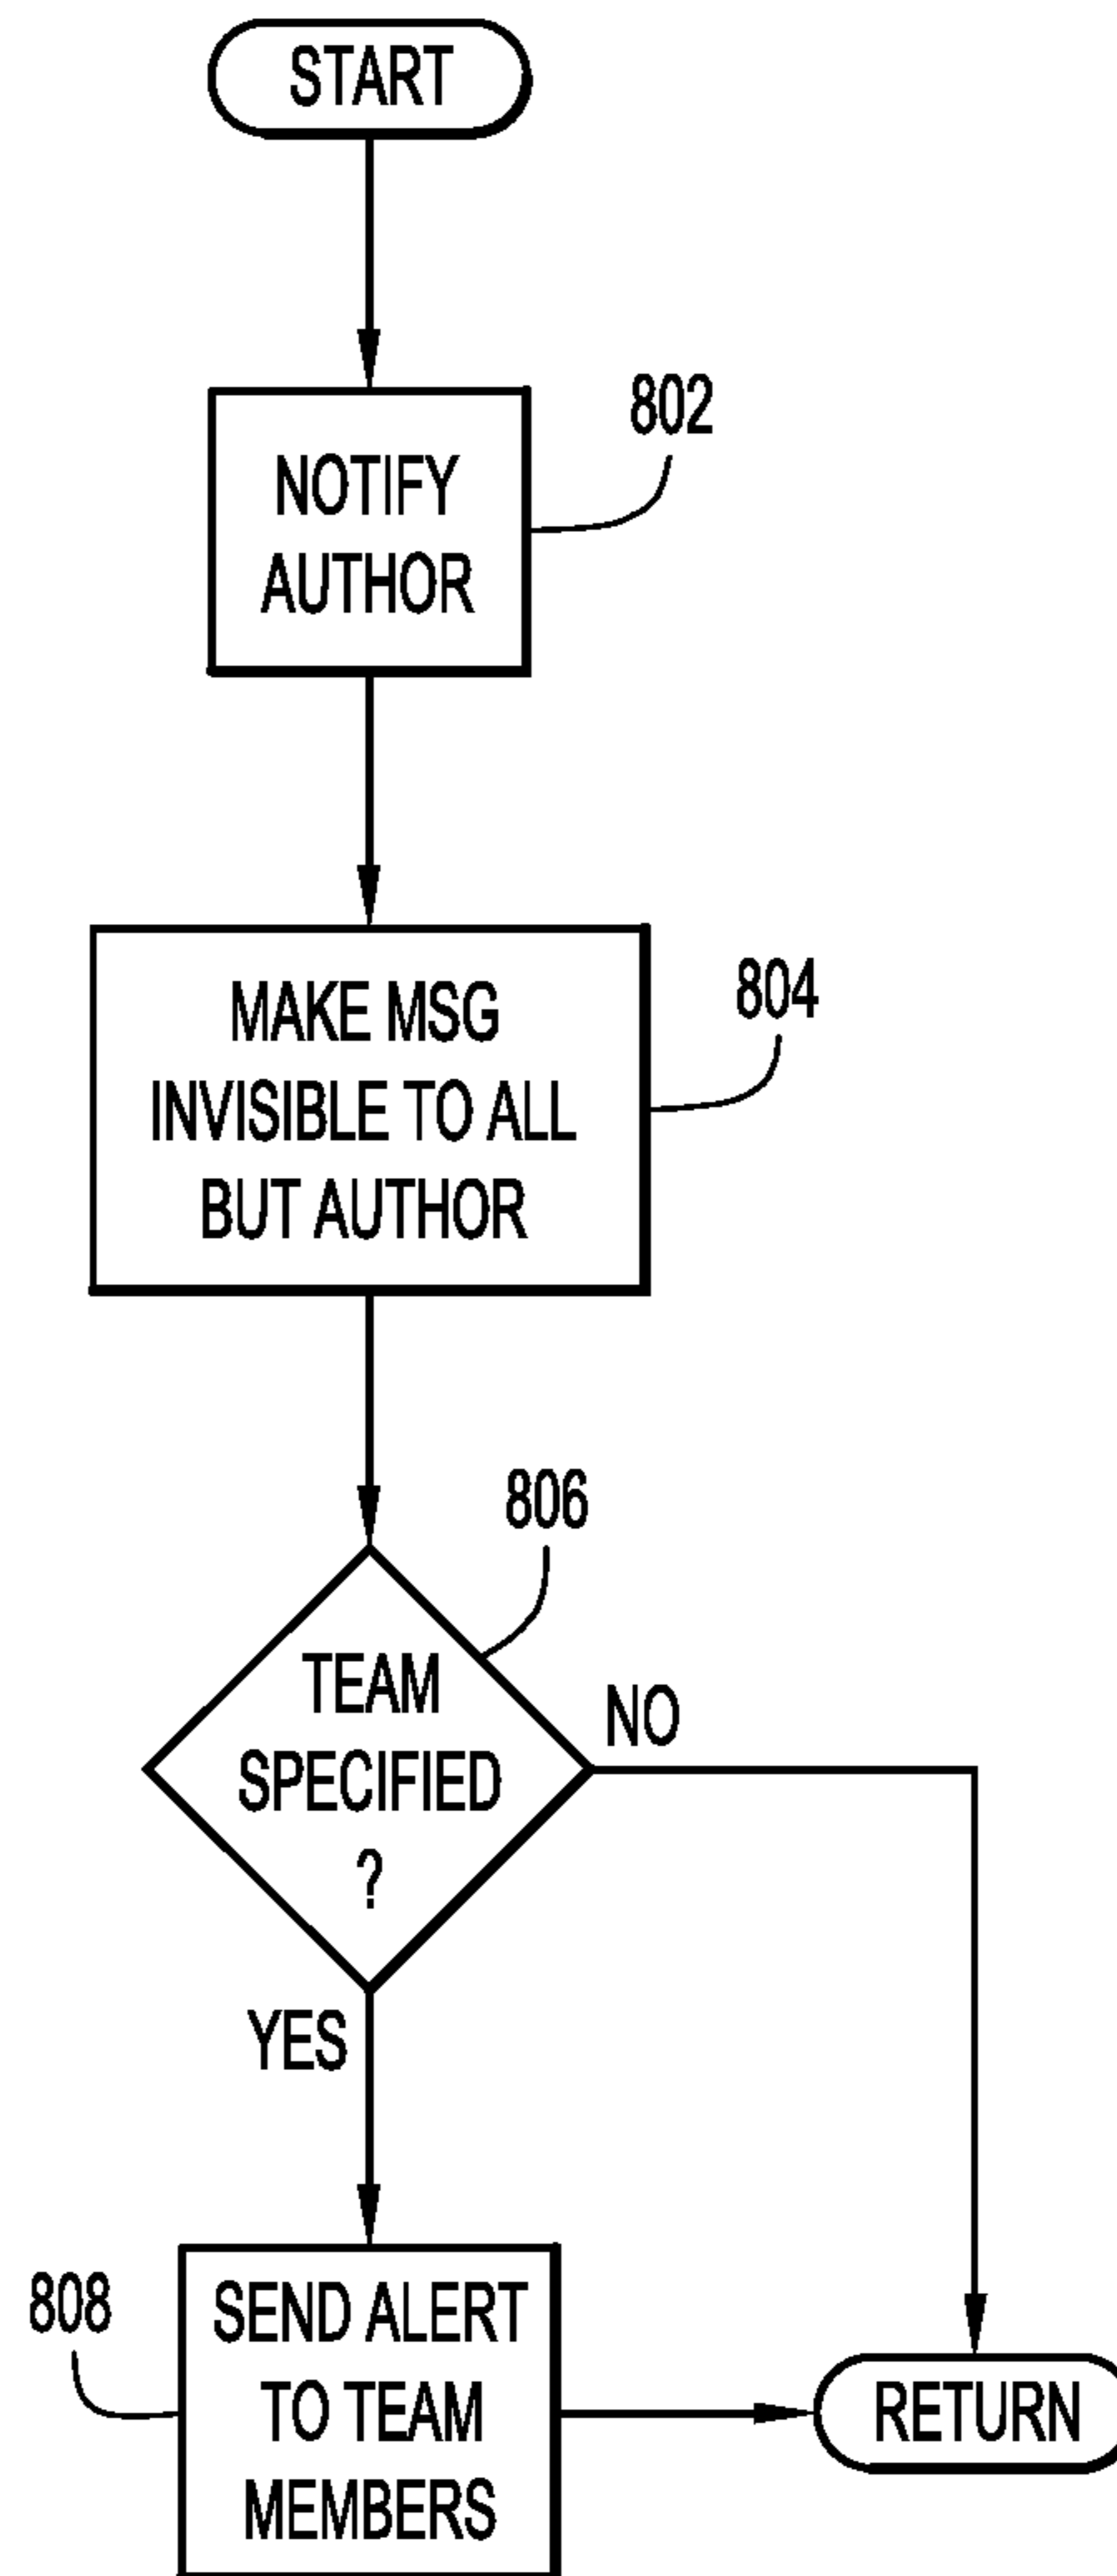 START
802
NOTIFY
AUTHOR
804
MAKE MSG
INVISIBLE TO ALL
BUT AUTHOR
806
TEAM
SPECIFIED
?
NO
YES
808
SEND ALERT
TO TEAM
MEMBERS
RETURN